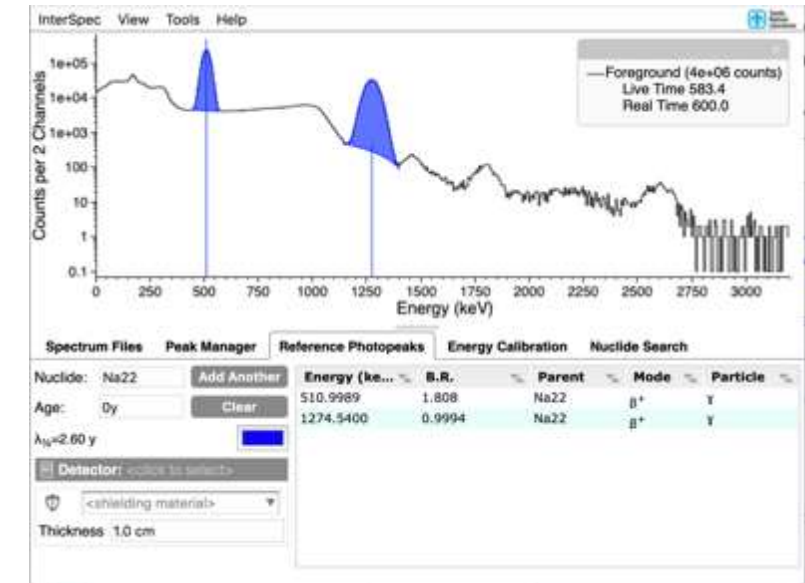 InterSpec View Tools Help
Foreground (4e+06 counts)
Live Time 583.4
Real Time 600.0
Counts per 2 Channels
1e+05
1e+04
1e+03
100
10
1
0.1
0 250 500 750 1000 1250 1500 1750 2000 2250 2500 2750 3000
Energy (keV)
Spectrum Files Peak Manager Reference Photopeaks Energy Calibration Nuclide Search
Nuclide: Na22 Add Another
Age: 0y Clear
λ½=2.60 y
Detector: <click to select>
<shielding material>
Thickness 1.0 cm
Energy (ke... B.R. Parent Mode Particle
510.9989 1.808 Na22 β+ γ
1274.5400 0.9994 Na22 β+ γ